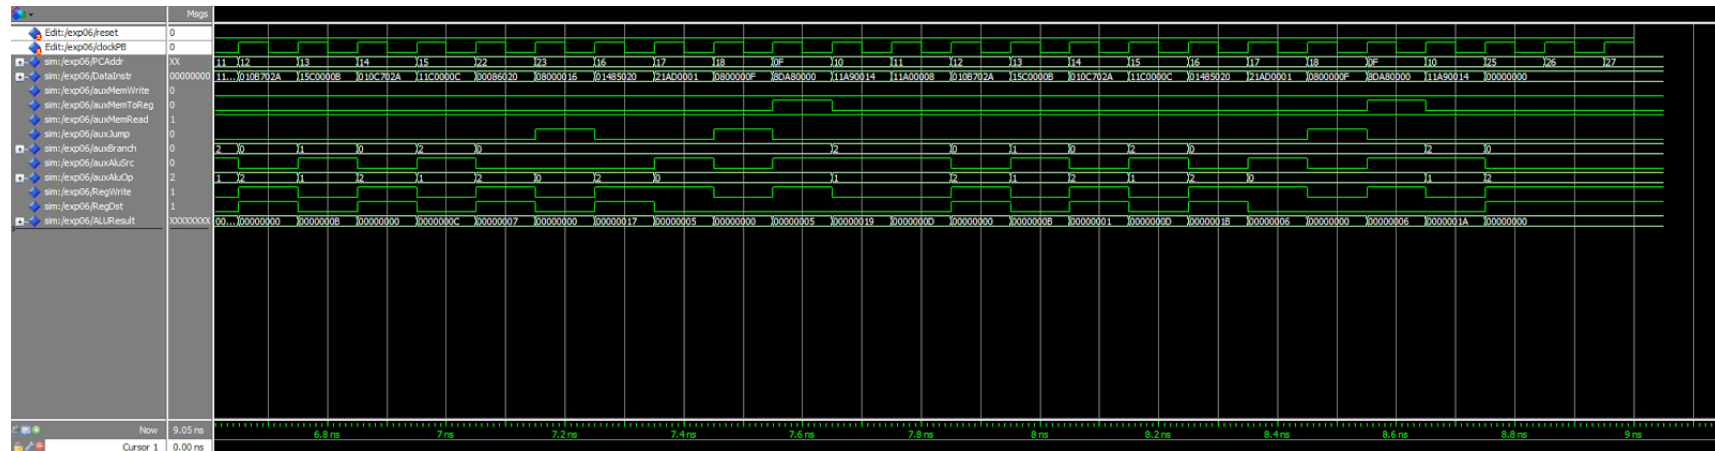 Msgs
Edit:/exp06/reset 0
Edit:/exp06/clockPB 0
sim:/exp06/PCAddr XX 11 12 13 14 15 22 23 16 17 18 0F 10 11 12 13 14 15 16 17 18 0F 10 25 26 27
sim:/exp06/DataInstr 00000000 11... 010B702A 15C0000B 010C702A 11C0000C 00086020 08000016 01485020 21AD0001 0800000F 8DA80000 11A90014 11A00008 010B702A 15C0000B 010C702A 11C0000C 01485020 21AD0001 0800000F 8DA80000 11A90014 00000000
sim:/exp06/auxMemWrite 0
sim:/exp06/auxMemToReg 0
sim:/exp06/auxMemRead 1
sim:/exp06/auxJump 0
sim:/exp06/auxBranch 0 2 0 1 0 2 0 2 0 1 0 2 0 2 0
sim:/exp06/auxAluSrc 0
sim:/exp06/auxAluOp 2 1 2 1 2 1 2 0 2 0 1 2 1 2 1 2 0 1 2
sim:/exp06/RegWrite 1
sim:/exp06/RegDst 1
sim:/exp06/ALUResult XXXXXXXX 00... 00000000 0000000B 00000000 0000000C 00000007 00000000 00000017 00000005 00000000 00000005 00000019 0000000D 00000000 0000000B 00000001 0000000D 0000001B 00000006 00000000 00000006 0000001A 00000000
Now 9.05 ns 6.8 ns 7 ns 7.2 ns 7.4 ns 7.6 ns 7.8 ns 8 ns 8.2 ns 8.4 ns 8.6 ns 8.8 ns 9 ns
Cursor 1 0.00 ns